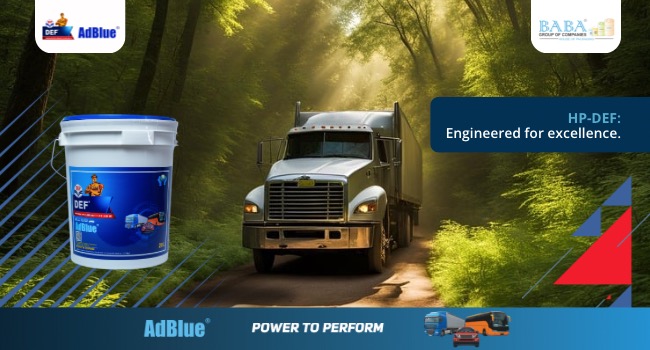 DEF
AdBlue®
BABA®
GROUP OF COMPANIES
HP-DEF:
Engineered for excellence.
DEF
AdBlue
AdBlue®
POWER TO PERFORM